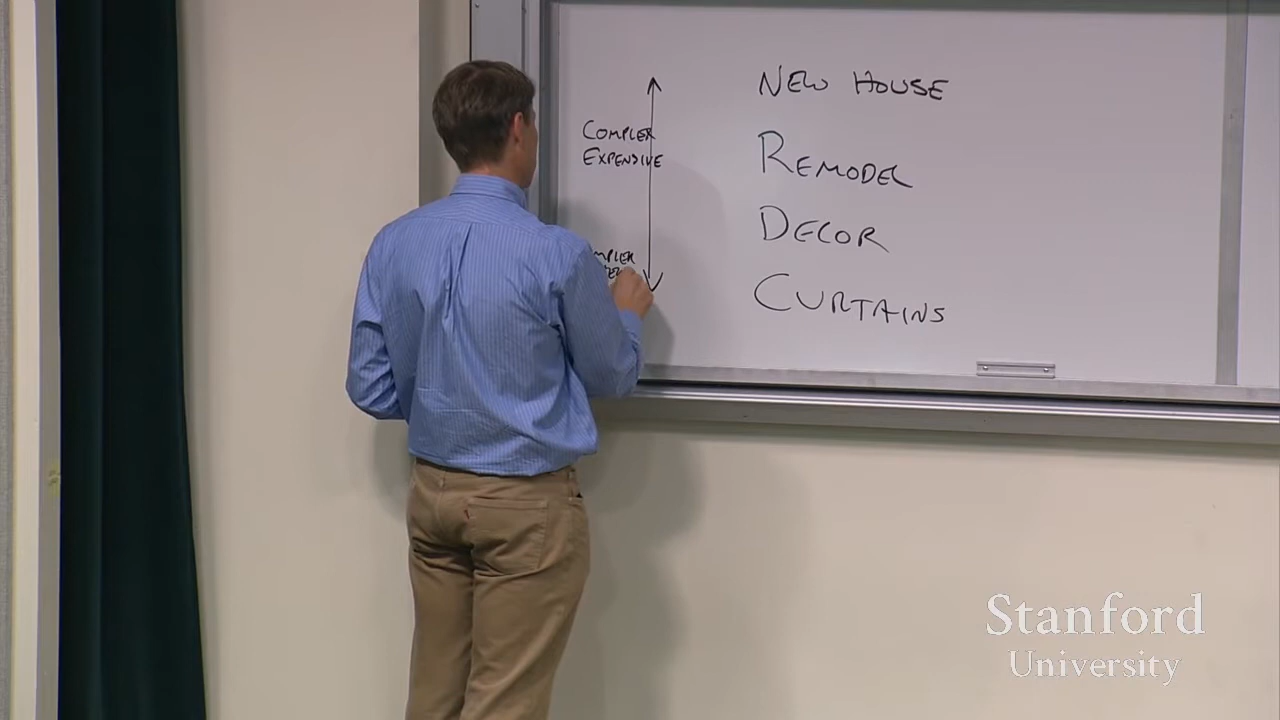 NEW HOUSE
COMPLEX
EXPENSIVE
REMODEL
DECOR
CURTAINS
Stanford
University